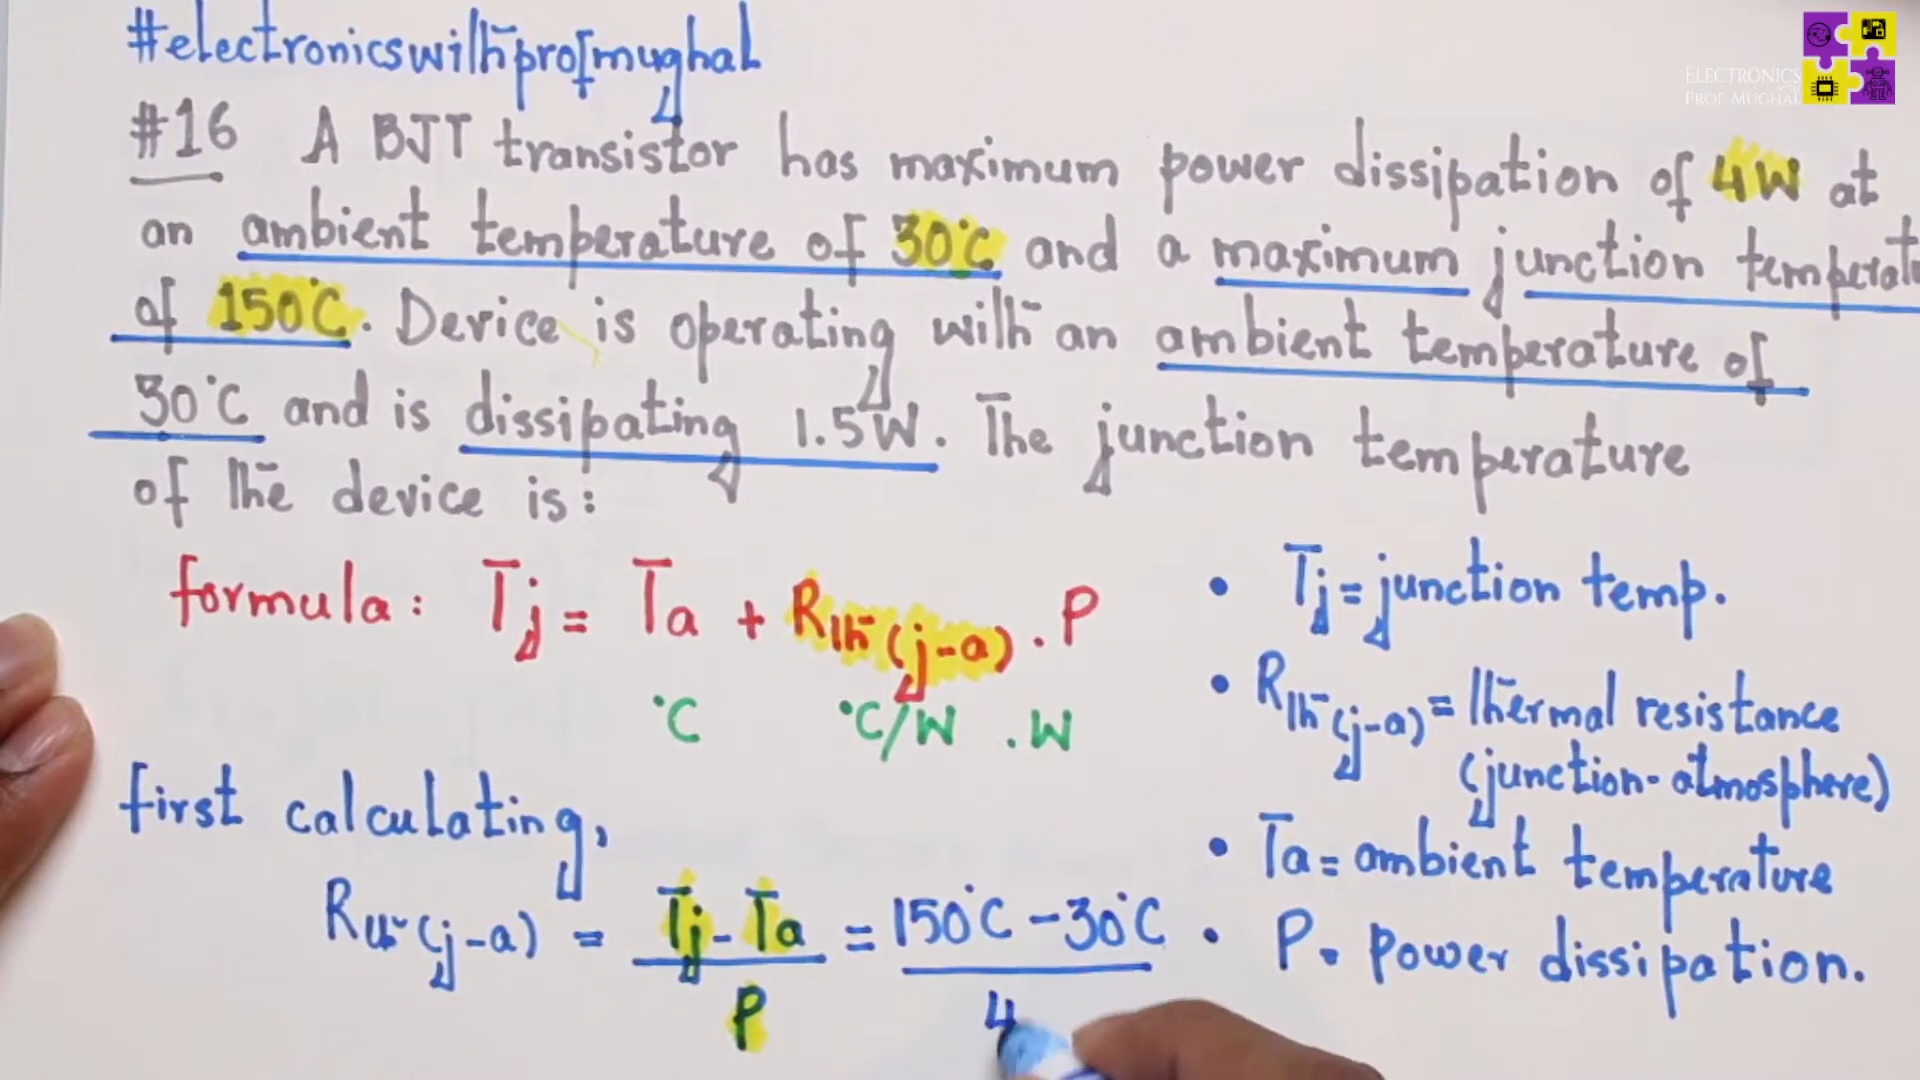 #electronicswithprofmughal
ELECTRONICS
WITH
PROF MUGHAL
#16 A BJT transistor has maximum power dissipation of 4W at
an ambient temperature of 30°C and a maximum junction temperat
of 150°C. Device is operating with an ambient temperature of
30°C and is dissipating 1.5W. The junction temperature
of the device is:
formula: Tj = Ta + Rth(j-a) . P
°C °C/W . W
• Tj = junction temp.
• Rth(j-a) = thermal resistance
(junction-atmosphere)
• Ta = ambient temperature
• P = power dissipation.
first calculating,
Rth(j-a) = Tj - Ta = 150°C - 30°C
P 4